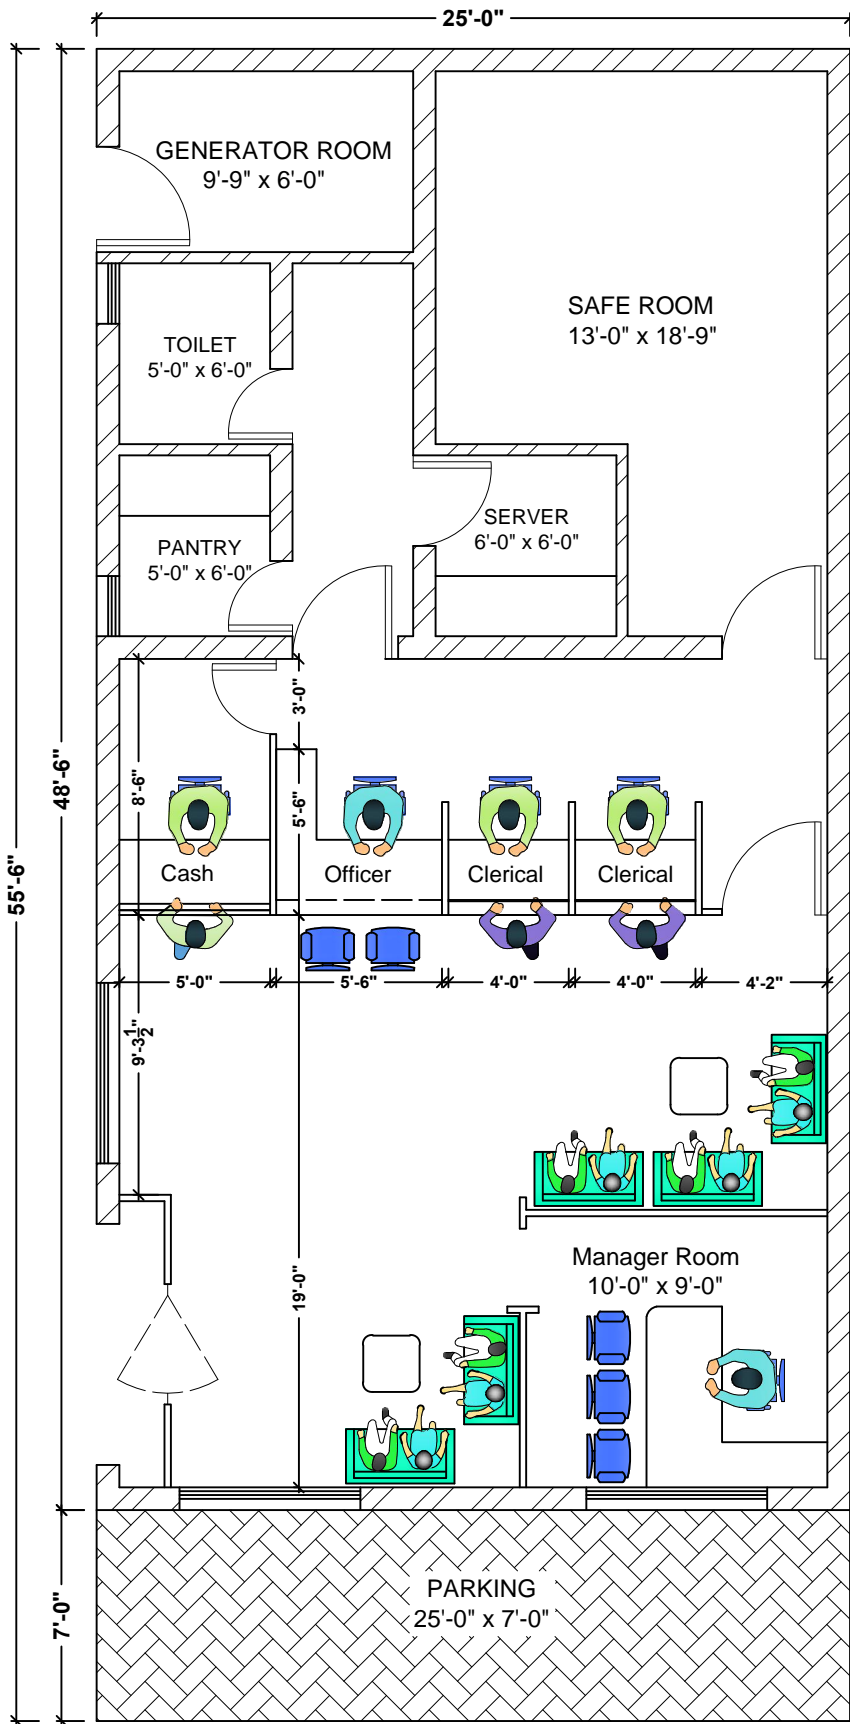 25'-0"
GENERATOR ROOM
9'-9" x 6'-0"
SAFE ROOM
13'-0" x 18'-9"
TOILET
5'-0" x 6'-0"
SERVER
6'-0" x 6'-0"
PANTRY
5'-0" x 6'-0"
3'-0"
8'-6"
5'-6"
48'-6"
55'-6"
Cash
Officer
Clerical
Clerical
5'-0"
5'-6"
4'-0"
4'-0"
4'-2"
9'-3 1/2"
Manager Room
10'-0" x 9'-0"
19'-0"
PARKING
25'-0" x 7'-0"
7'-0"